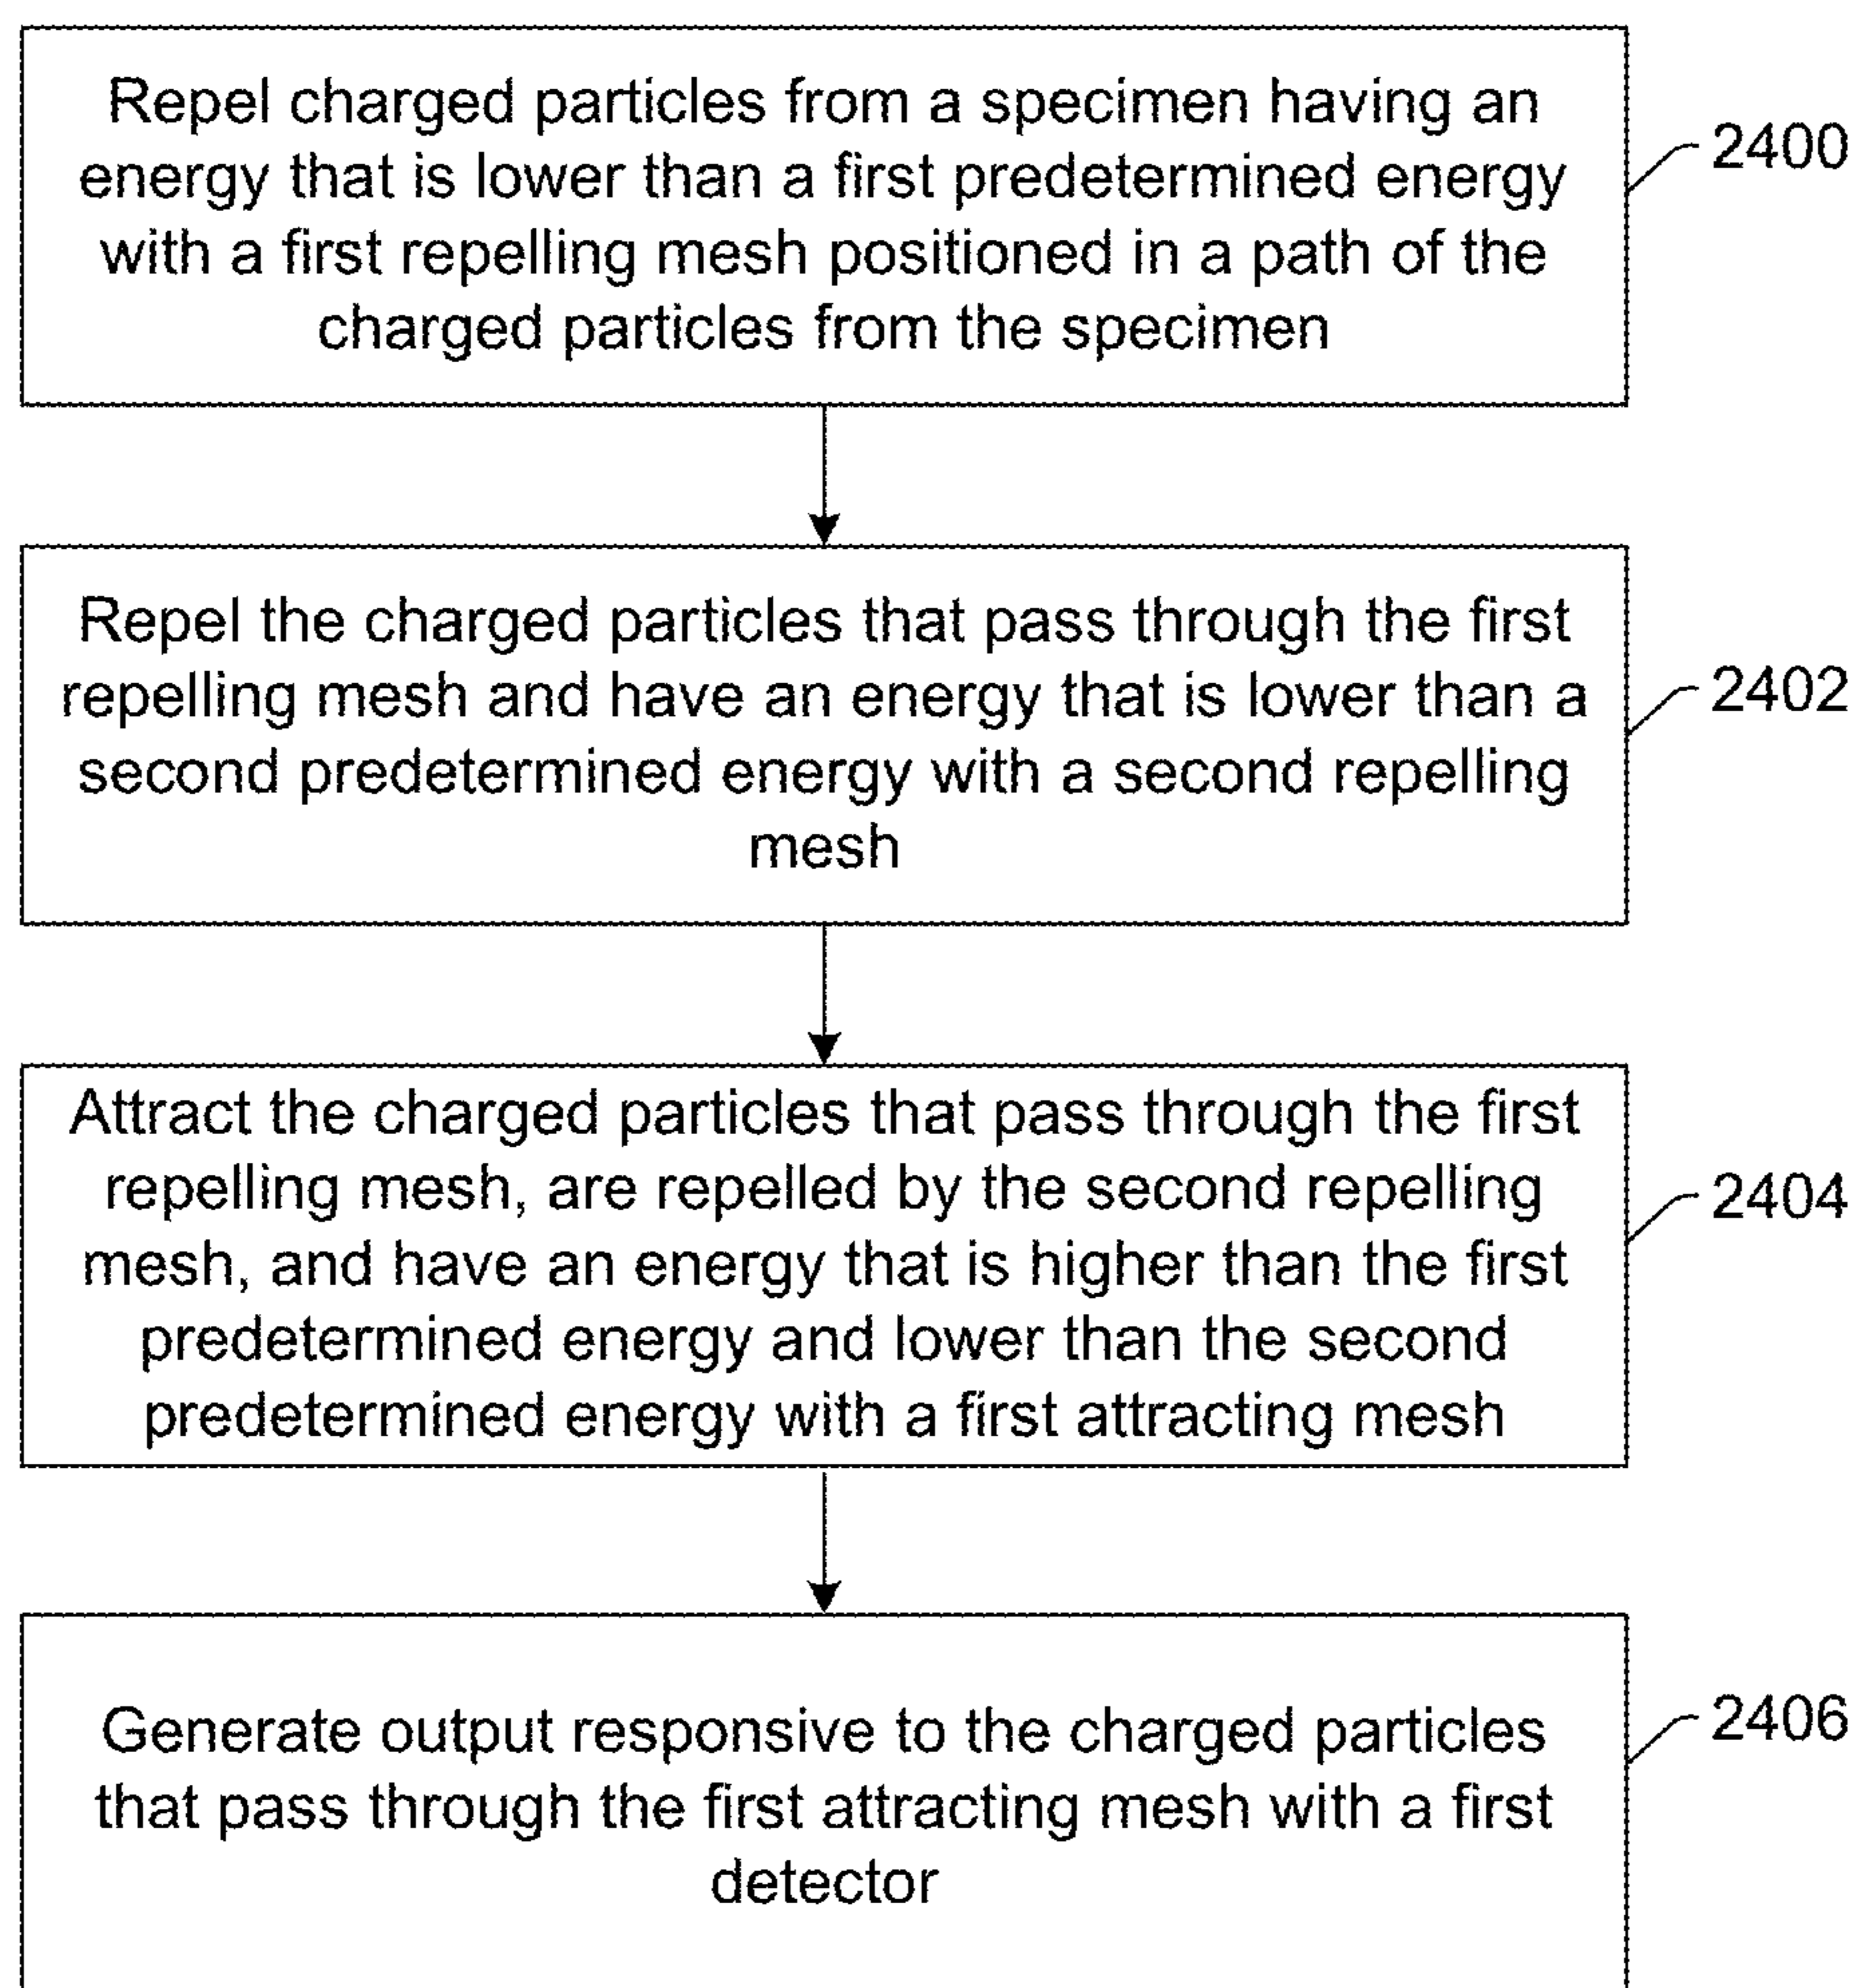 Repel charged particles from a specimen having an
energy that is lower than a first predetermined energy
with a first repelling mesh positioned in a path of the
charged particles from the specimen
2400
Repel the charged particles that pass through the first
repelling mesh and have an energy that is lower than a
second predetermined energy with a second repelling
mesh
2402
Attract the charged particles that pass through the first
repelling mesh, are repelled by the second repelling
mesh, and have an energy that is higher than the first
predetermined energy and lower than the second
predetermined energy with a first attracting mesh
2404
Generate output responsive to the charged particles
that pass through the first attracting mesh with a first
detector
2406